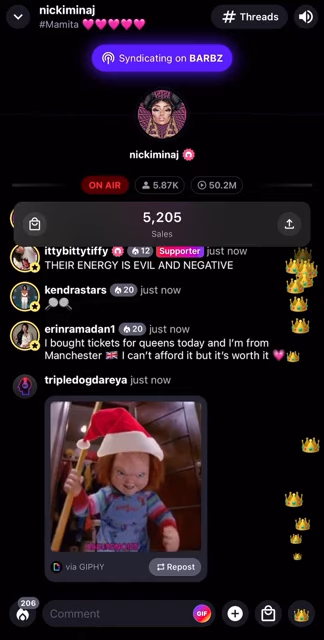 nickiminaj
#Mamita 💖💖💖💖💖
# Threads
Syndicating on BARBZ
nickiminaj
ON AIR
5.87K
50.2M
5,205
Sales
ittybittytiffy 12 Supporter just now
THEIR ENERGY IS EVIL AND NEGATIVE
kendrastars 20 just now
erinramadan1 20 just now
I bought tickets for queens today and I'm from
Manchester 🇬🇧 I can't afford it but it's worth it 💗👑
tripledogdareya just now
via GIPHY
Repost
206
Comment
GIF